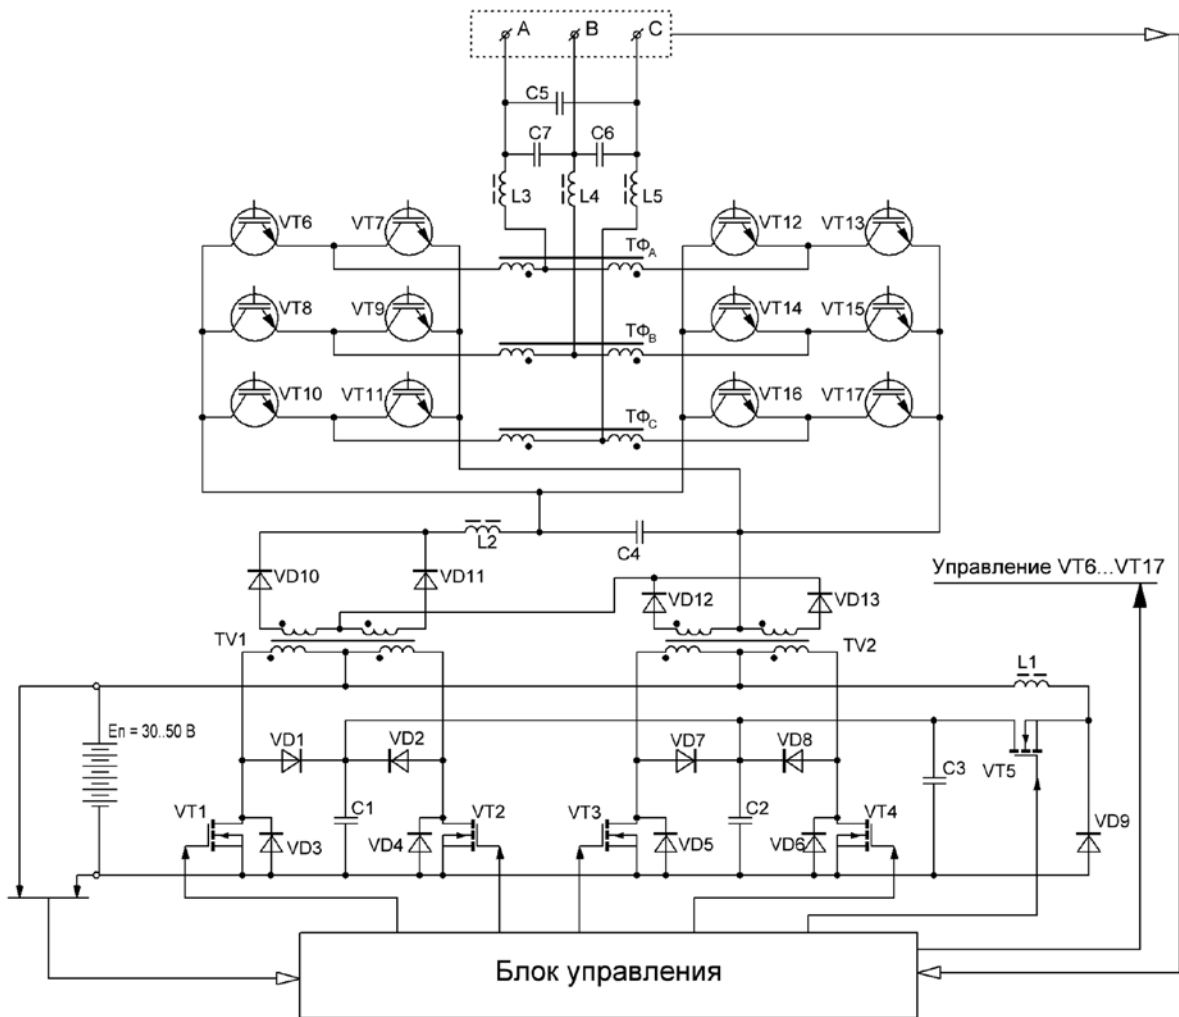 A B C
C5
C7 C6
L3 L4 L5
VT6 VT7 VT12 VT13
ТФA
VT8 VT9 VT14 VT15
ТФB
VT10 VT11 VT16 VT17
ТФC
L2 C4
Управление VT6...VT17
VD10 VD11 VD12 VD13
TV1 TV2
L1
Еп = 30..50 В
VD1 VD2 VD7 VD8
C3 VT5
VT1 C1 VT2 VT3 C2 VT4
VD3 VD4 VD5 VD6 VD9
Блок управления